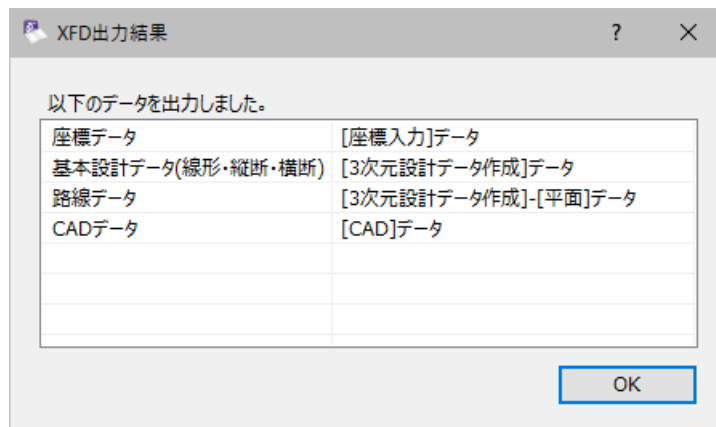 XFD出力結果
?
以下のデータを出力しました。
座標データ [座標入力]データ
基本設計データ(線形・縦断・横断) [3次元設計データ作成]データ
路線データ [3次元設計データ作成]-[平面]データ
CADデータ [CAD]データ
OK